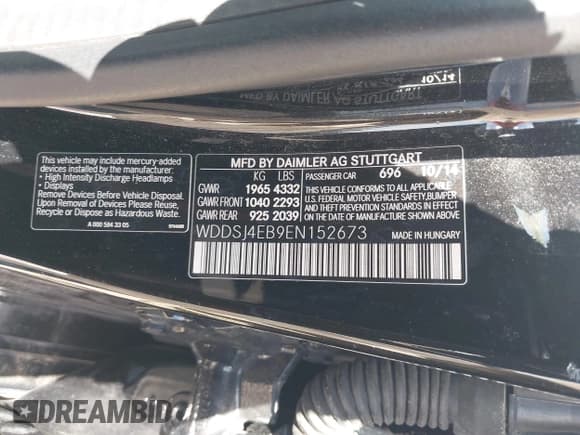 This vehicle may include mercury-added
devices installed by the manufacturer:
• High Intensity Discharge Headlamps
• Displays
Remove Devices Before Vehicle Disposal.
Upon Removal of Devices Please Reuse,
Recycle or Dispose as Hazardous Waste.
A 000 584 33 05
MFD BY DAIMLER AG STUTTGART
KG LBS PASSENGER CAR 696 10/14
GVWR 1965 4332
GAWR FRONT 1040 2293
GAWR REAR 925 2039
THIS VEHICLE CONFORMS TO ALL APPLICABLE
U.S. FEDERAL MOTOR VEHICLE SAFETY, BUMPER
AND THEFT PREVENTION STANDARDS IN EFFECT
ON THE DATE OF MANUFACTURE SHOWN ABOVE.
WDDSJ4EB9EN152673 MADE IN HUNGARY
DREAMBID